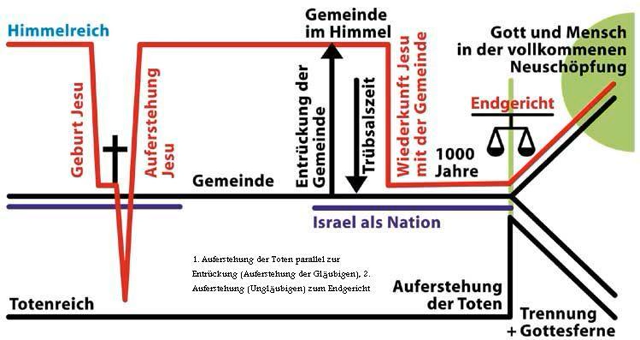 Himmelreich
Gemeinde
im Himmel
Gott und Mensch
in der vollkommenen
Neuschöpfung
Geburt Jesu
Auferstehung
Jesu
Entrückung der
Gemeinde
Trübsalszeit
Wiederkunft Jesu
mit der Gemeinde
Endgericht
1000
Jahre
Gemeinde
Israel als Nation
1. Auferstehung der Toten parallel zur
Entrückung (Auferstehung der Gläubigen), 2.
Auferstehung (Ungläubigen) zum Endgericht
Totenreich
Auferstehung
der Toten
Trennung
+ Gottesferne